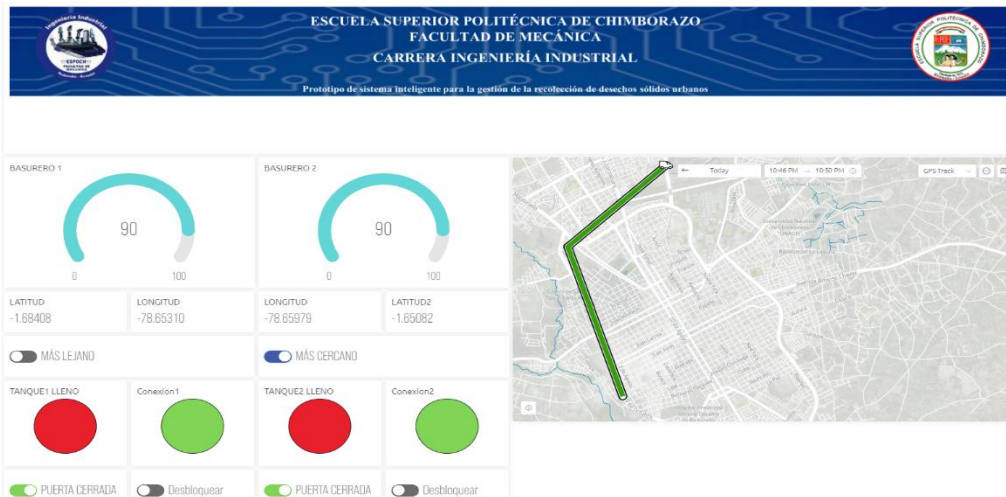 ESCUELA SUPERIOR POLITÉCNICA DE CHIMBORAZO
FACULTAD DE MECÁNICA
CARRERA INGENIERÍA INDUSTRIAL
Prototipo de sistema inteligente para la gestión de la recolección de desechos sólidos urbanos
Ingeniería Industrial
ESPOCH
BASURERO 1
90
0 100
BASURERO 2
90
0 100
Today
10:46 PM → 10:50 PM
GPS Track
LATITUD
-1.68408
LONGITUD
-78.65310
LONGITUD
-78.65979
LATITUD2
-1.65082
MÁS LEJANO
MÁS CERCANO
TANQUE1 LLENO
Conexion1
TANQUE2 LLENO
Conexion2
PUERTA CERRADA
Desbloquear
PUERTA CERRADA
Desbloquear